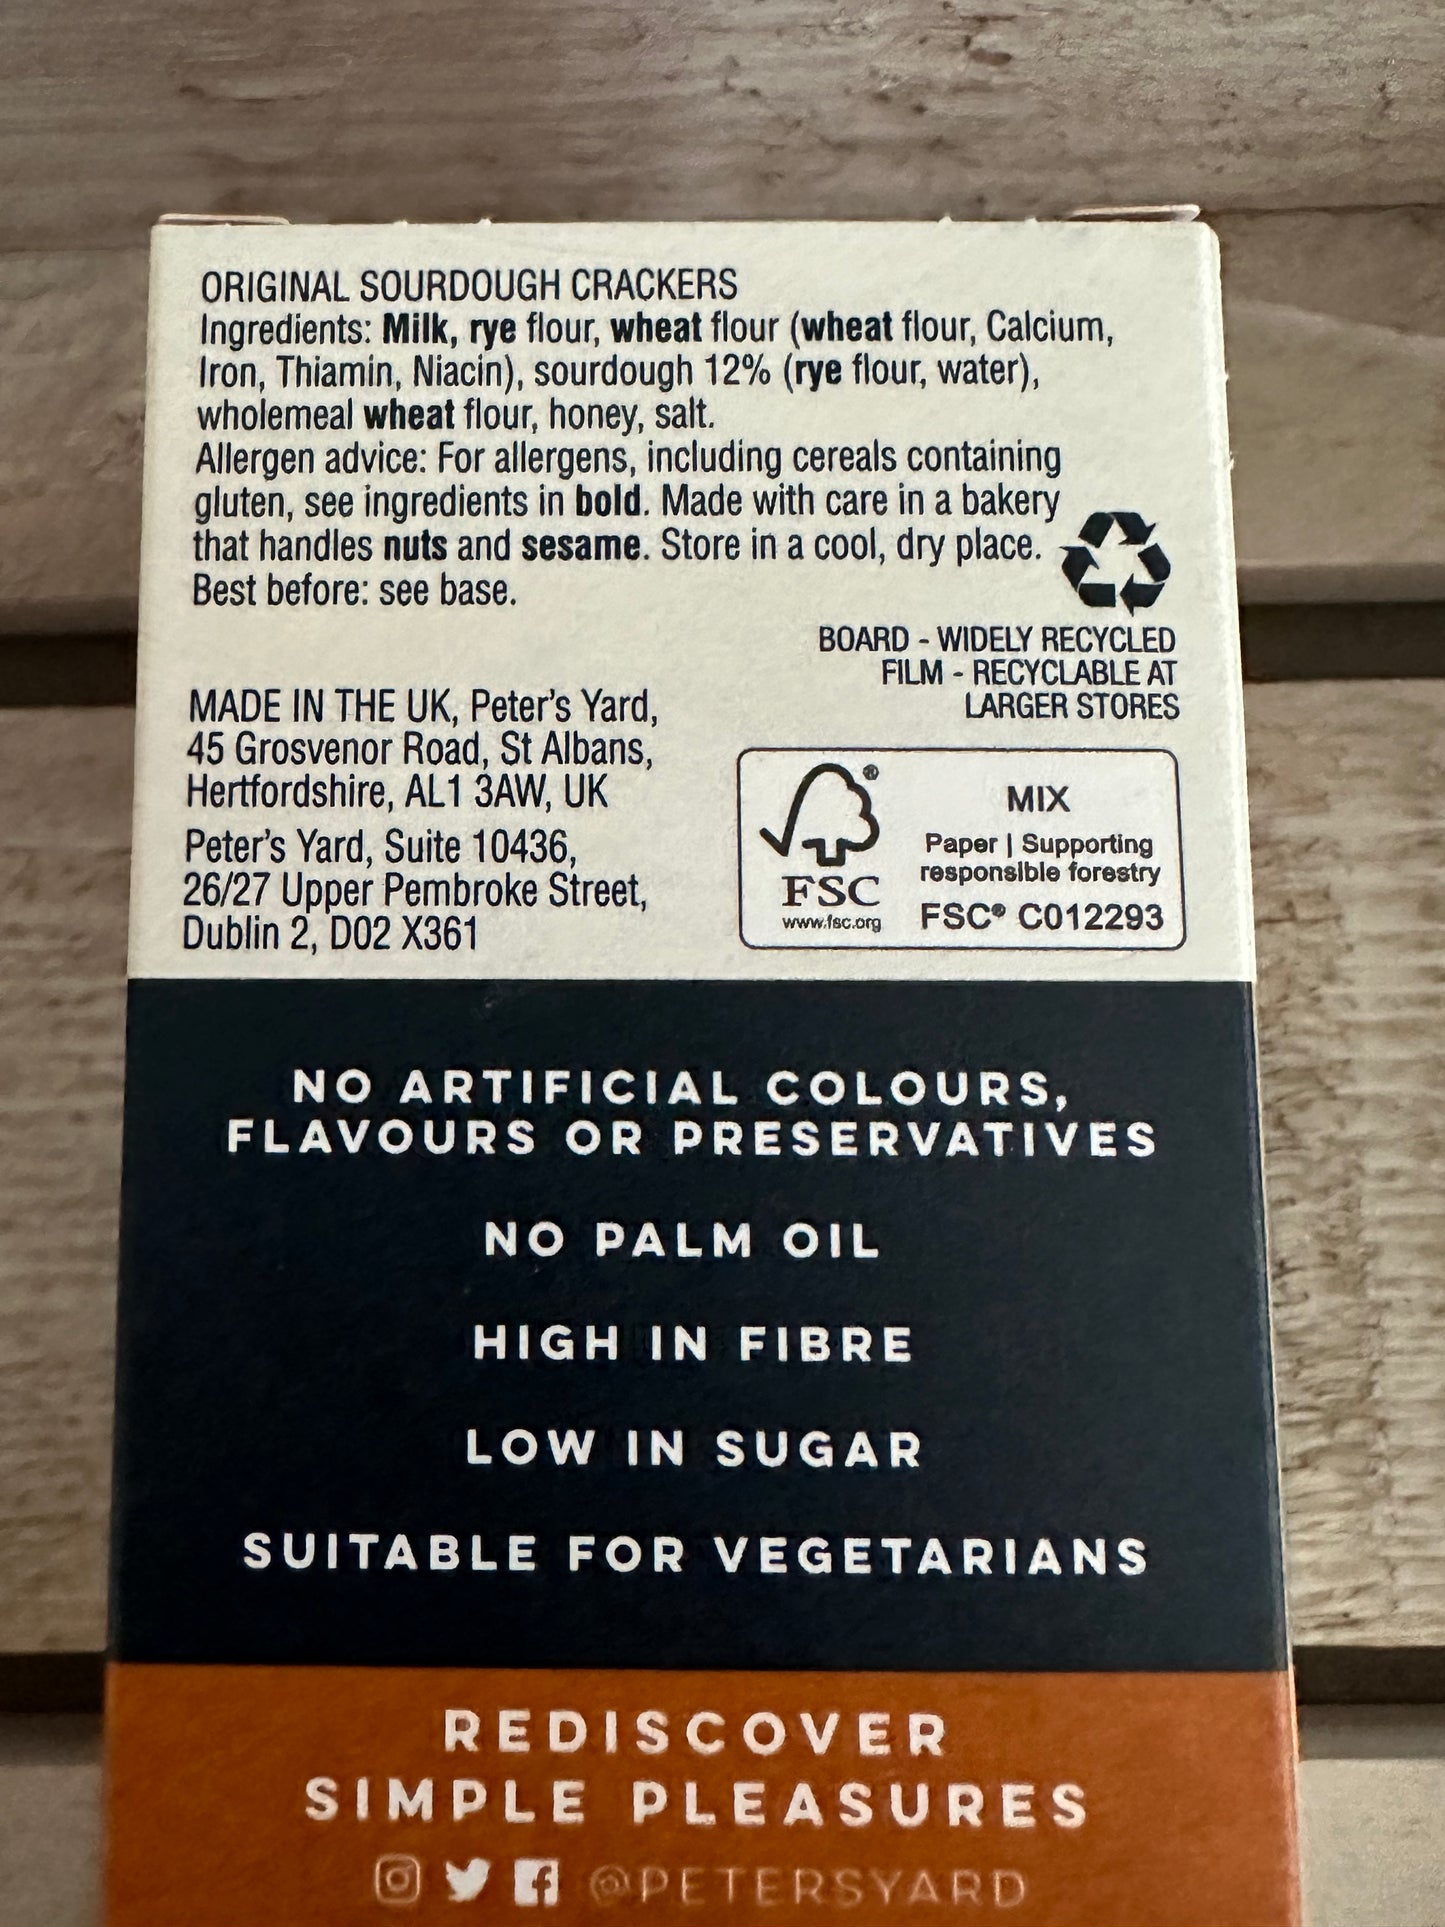 ORIGINAL SOURDOUGH CRACKERS
Ingredients: Milk, rye flour, wheat flour (wheat flour, Calcium,
Iron, Thiamin, Niacin), sourdough 12% (rye flour, water),
wholemeal wheat flour, honey, salt.
Allergen advice: For allergens, including cereals containing
gluten, see ingredients in bold. Made with care in a bakery
that handles nuts and sesame. Store in a cool, dry place.
Best before: see base.
BOARD - WIDELY RECYCLED
FILM - RECYCLABLE AT
LARGER STORES
MADE IN THE UK, Peter's Yard,
45 Grosvenor Road, St Albans,
Hertfordshire, AL1 3AW, UK
Peter's Yard, Suite 10436,
26/27 Upper Pembroke Street,
Dublin 2, D02 X361
®
FSC
www.fsc.org
MIX
Paper | Supporting
responsible forestry
FSC® C012293
NO ARTIFICIAL COLOURS,
FLAVOURS OR PRESERVATIVES
NO PALM OIL
HIGH IN FIBRE
LOW IN SUGAR
SUITABLE FOR VEGETARIANS
REDISCOVER
SIMPLE PLEASURES
@PETERSYARD